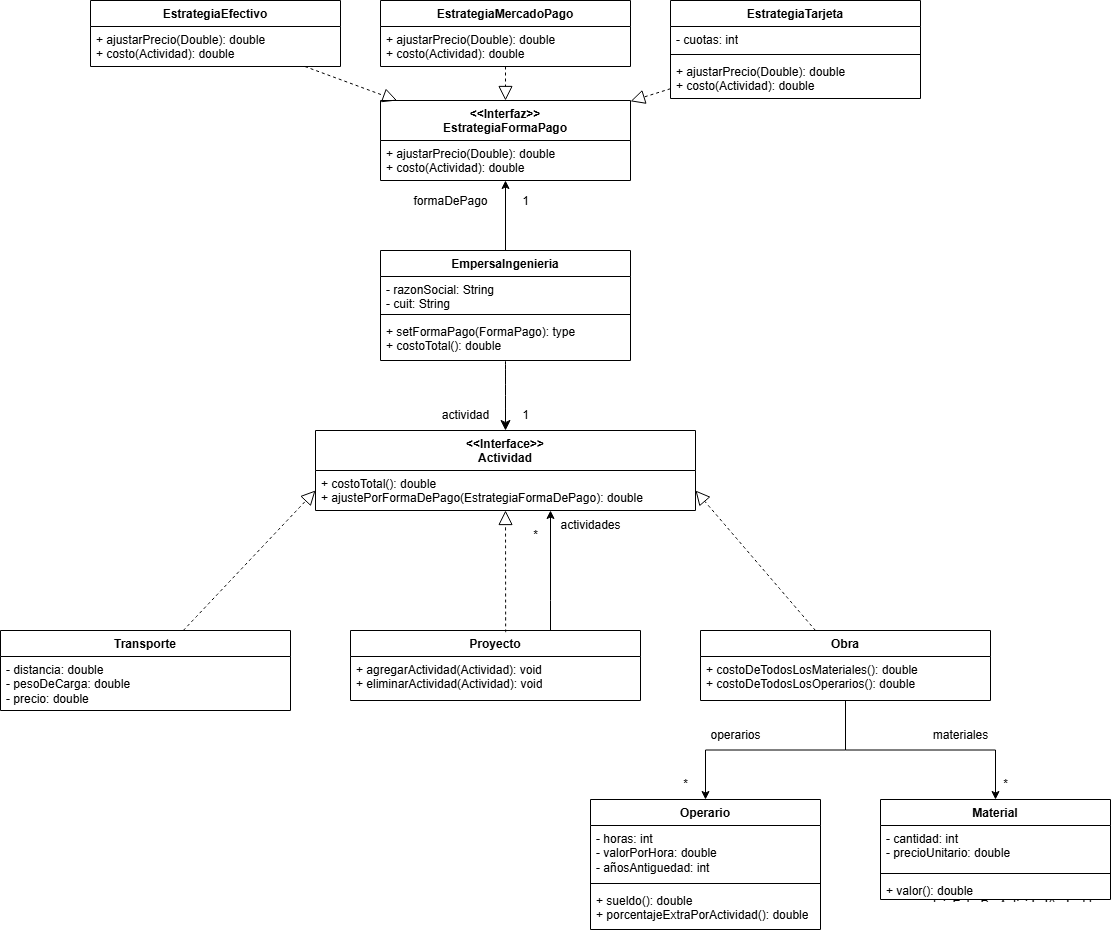 EstrategiaEfectivo
+ ajustarPrecio(Double): double
+ costo(Actividad): double
EstrategiaMercadoPago
+ ajustarPrecio(Double): double
+ costo(Actividad): double
EstrategiaTarjeta
- cuotas: int
+ ajustarPrecio(Double): double
+ costo(Actividad): double
<<Interfaz>>
EstrategiaFormaPago
+ ajustarPrecio(Double): double
+ costo(Actividad): double
formaDePago
1
EmpersaIngenieria
- razonSocial: String
- cuit: String
+ setFormaPago(FormaPago): type
+ costoTotal(): double
actividad
1
<<Interface>>
Actividad
+ costoTotal(): double
+ ajustePorFormaDePago(EstrategiaFormaDePago): double
*
actividades
Transporte
- distancia: double
- pesoDeCarga: double
- precio: double
Proyecto
+ agregarActividad(Actividad): void
+ eliminarActividad(Actividad): void
Obra
+ costoDeTodosLosMateriales(): double
+ costoDeTodosLosOperarios(): double
operarios
materiales
*
*
Operario
- horas: int
- valorPorHora: double
- añosAntiguedad: int
+ sueldo(): double
+ porcentajeExtraPorActividad(): double
Material
- cantidad: int
- precioUnitario: double
+ valor(): double